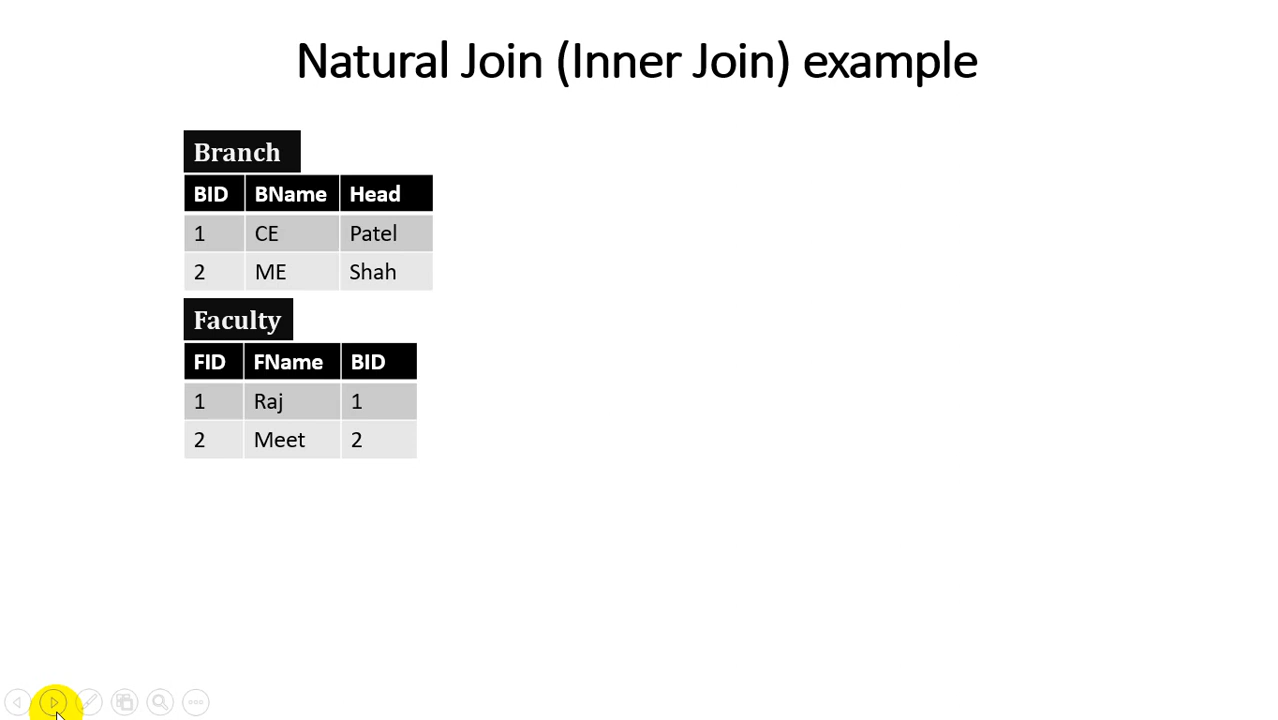 Natural Join (Inner Join) example
Branch
BID BName Head
1 CE Patel
2 ME Shah
Faculty
FID FName BID
1 Raj 1
2 Meet 2